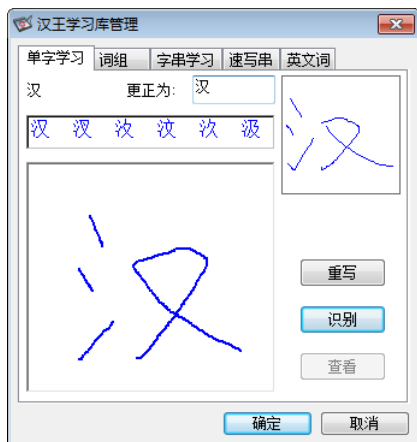 汉王学习库管理
单字学习 词组 字串学习 速写串 英文词
汉 更正为: 汉
汉 汊 汝 汶 汣 汲
汉
汉
重写
识别
查看
确定 取消